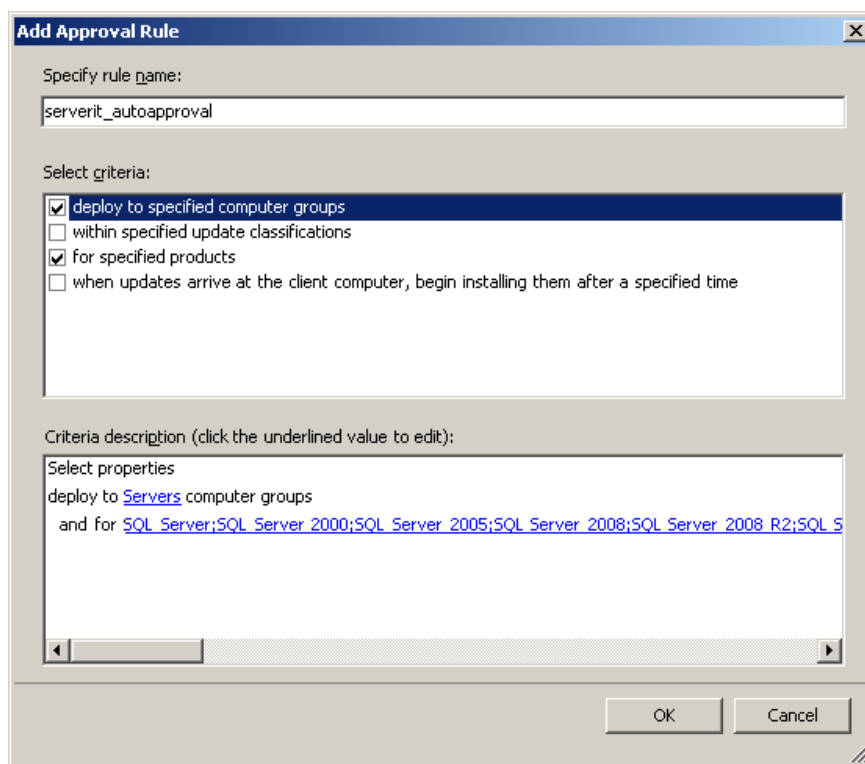 Add Approval Rule
Specify rule name:
serverit_autoapproval
Select criteria:
deploy to specified computer groups
within specified update classifications
for specified products
when updates arrive at the client computer, begin installing them after a specified time
Criteria description (click the underlined value to edit):
Select properties
deploy to Servers computer groups
and for SQL Server;SQL Server 2000;SQL Server 2005;SQL Server 2008;SQL Server 2008 R2;SQL S
OK Cancel